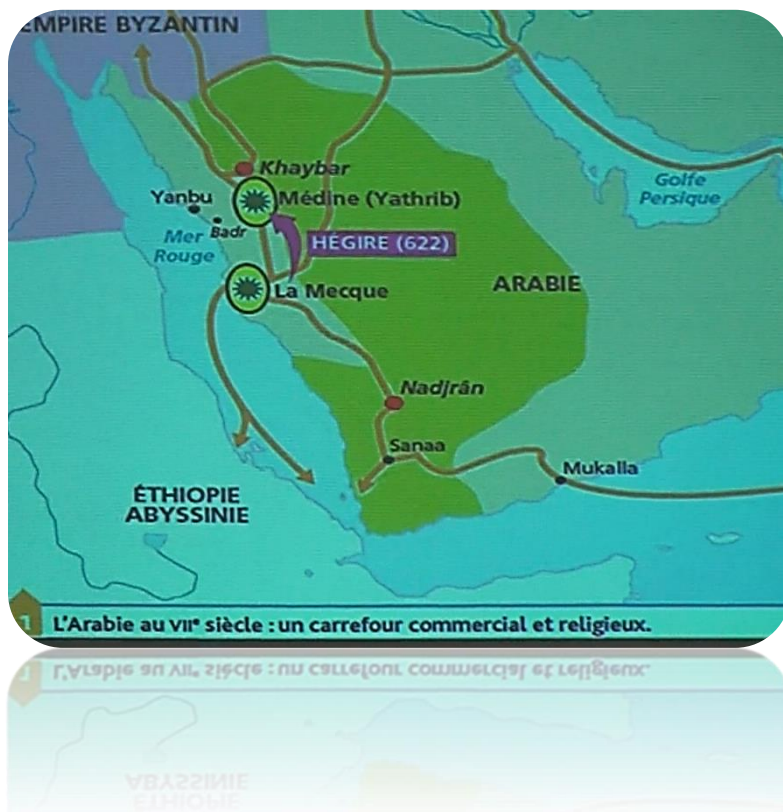 EMPIRE BYZANTIN
Khaybar
Yanbu
Médine (Yathrib)
Badr
Mer
Rouge
HÉGIRE (622)
Golfe
Persique
La Mecque
ARABIE
Nadjrân
Sanaa
Mukalla
ÉTHIOPIE
ABYSSINIE
1 L'Arabie au VIIe siècle : un carrefour commercial et religieux.